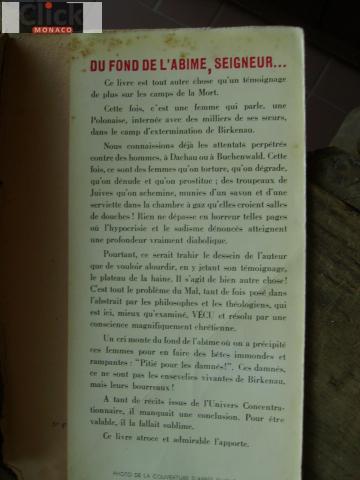 Click
MONACO
DU FOND DE L'ABIME, SEIGNEUR...
Ce livre est tout autre chose qu'un témoignage
de plus sur les camps de la Mort.
Cette fois, c'est une femme qui parle, une
Polonaise, internée avec des milliers de ses sœurs,
dans le camp d'extermination de Birkenau.
Nous connaissions déjà les attentats perpétrés
contre des hommes, à Dachau ou à Buchenwald. Cette
fois, ce sont des femmes qu'on torture, qu'on dégrade,
qu'on dénude et qu'on prostitue ; des troupeaux de
Juives qu'on achemine, munies d'un savon et d'une
serviette dans la chambre à gaz qu'elles croient salles
de douches ! Rien ne dépasse en horreur telles pages
où l'hypocrisie et le sadisme dénoncés atteignent
une profondeur vraiment diabolique.
Pourtant, ce serait trahir le dessein de l'auteur
que de vouloir alourdir, en y jetant son témoignage,
le plateau de la haine. Il s'agit de bien autre chose !
C'est tout le problème du Mal, tant de fois posé dans
l'abstrait par les philosophes et les théologiens, qui
est ici, mieux qu'examiné, VÉCU et résolu par une
conscience magnifiquement chrétienne.
Un cri monte du fond de l'abîme où on a précipité
ces femmes pour en faire des bêtes immondes et
rampantes : "Pitié pour les damnés!". Ces damnés,
ce ne sont pas les ensevelies vivantes de Birkenau,
mais leurs bourreaux !
A tant de récits issus de l'Univers Concentra-
tionnaire, il manquait une conclusion. Pour être
valable, il la fallait sublime.
Ce livre atroce et admirable l'apporte.
PHOTO DE LA COUVERTURE D'APRÈS